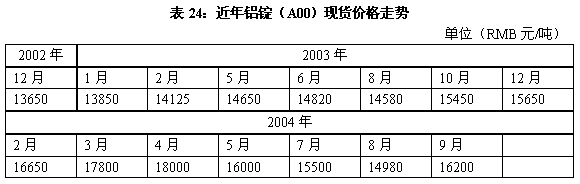 表 24：近年铝锭（A00）现货价格走势
单位（RMB 元/吨）
2002 年 2003 年
12 月 1 月 2 月 5 月 6 月 8 月 10 月 12 月
13650 13850 14125 14650 14820 14580 15450 15650
2004 年
2 月 3 月 4 月 5 月 7 月 8 月 9 月
16650 17800 18000 16000 15500 14980 16200